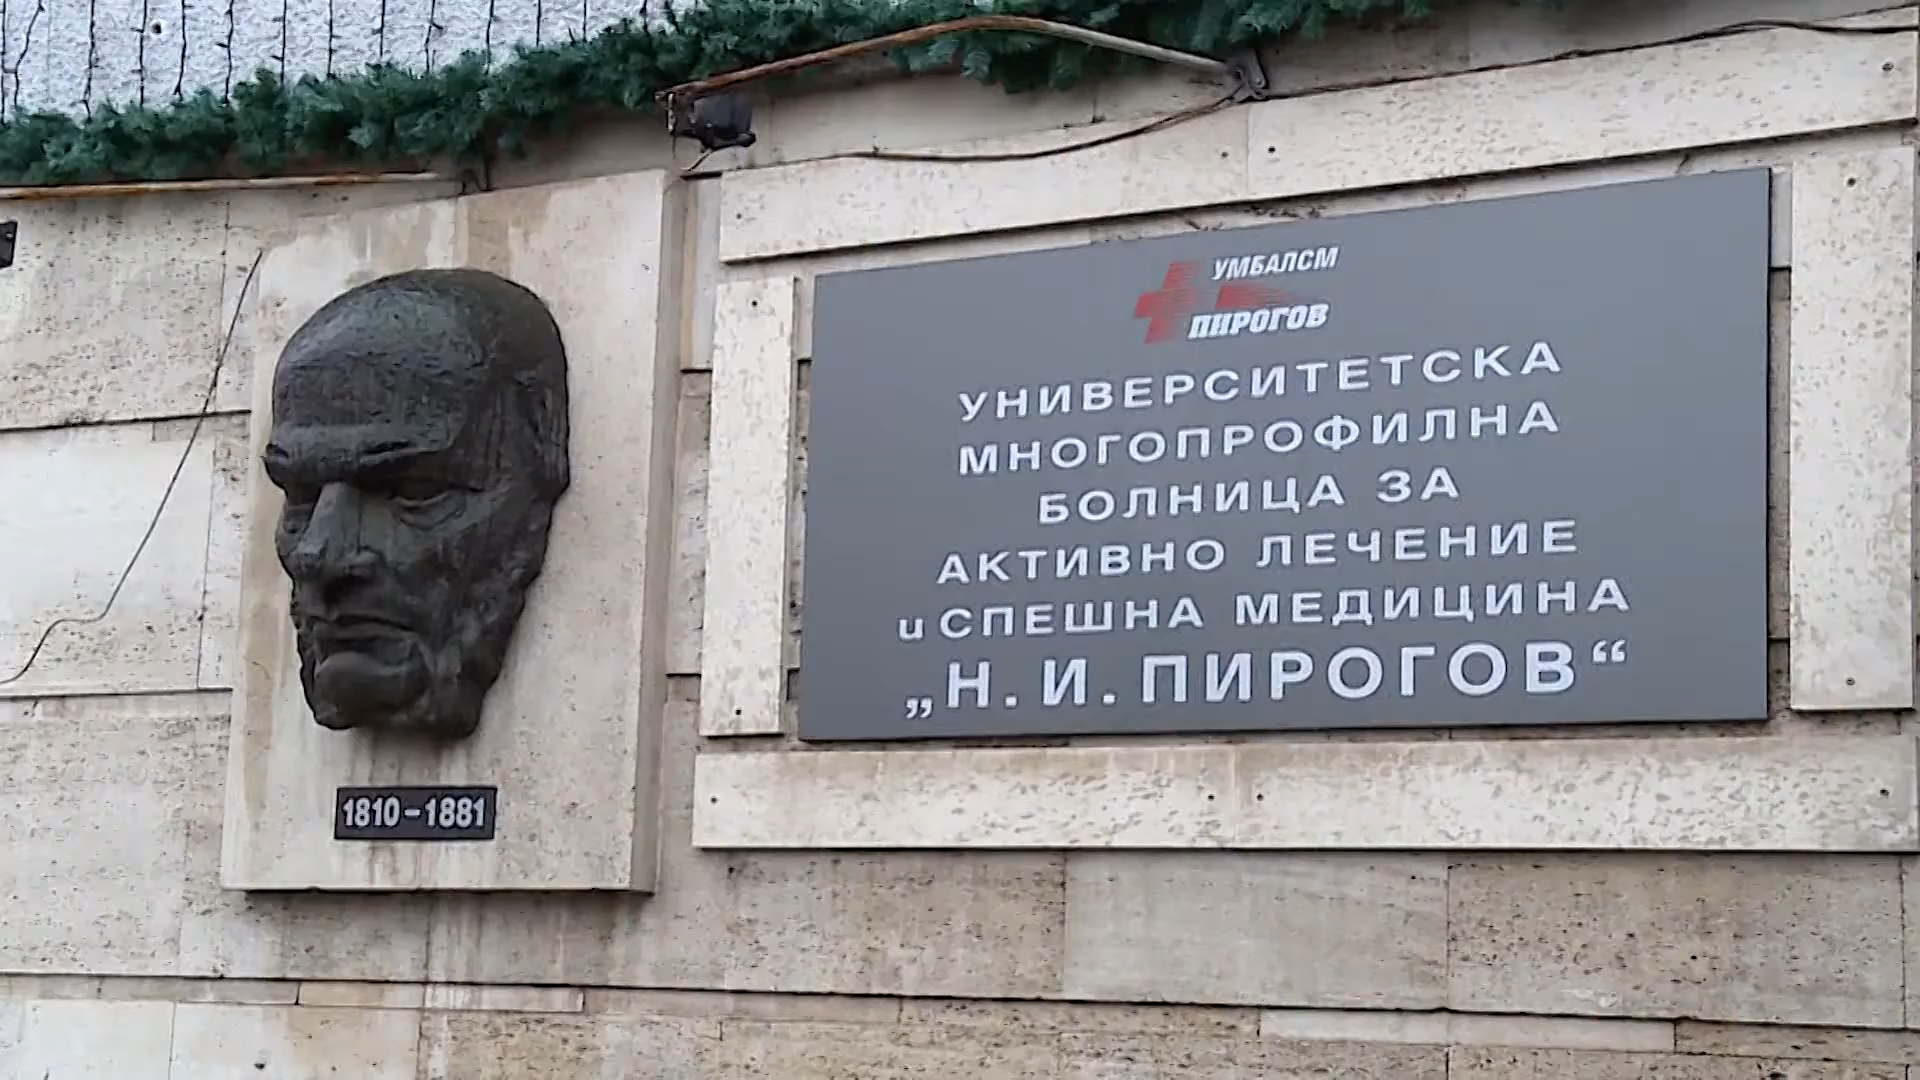 1810-1881
УМБАЛСМ
ПИРОГОВ
УНИВЕРСИТЕТСКА
МНОГОПРОФИЛНА
БОЛНИЦА ЗА
АКТИВНО ЛЕЧЕНИЕ
и СПЕШНА МЕДИЦИНА
„Н. И. ПИРОГОВ“